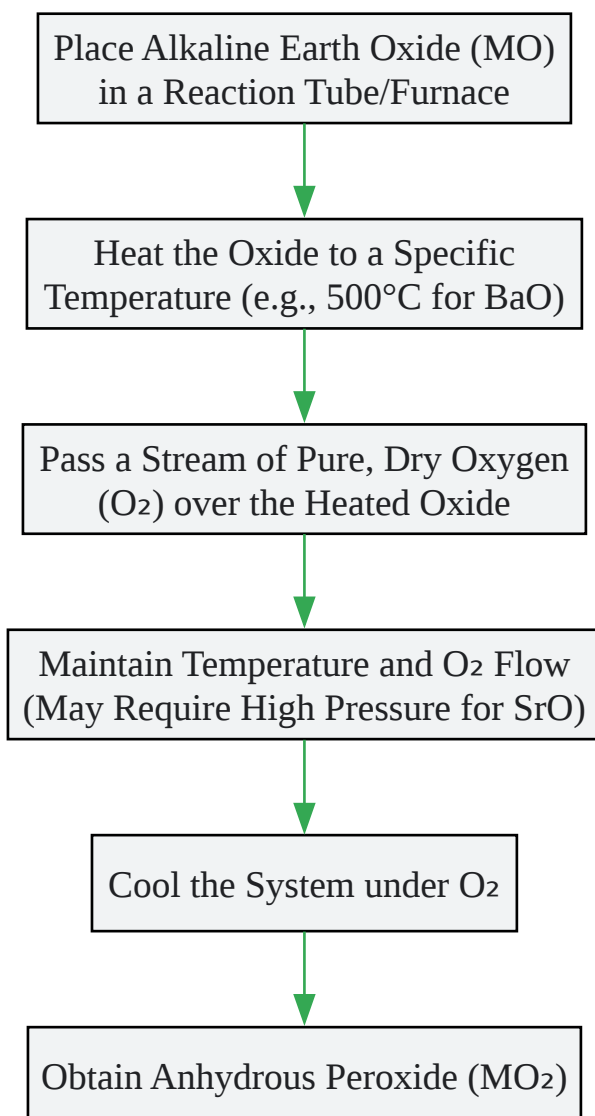 Place Alkaline Earth Oxide (MO)
in a Reaction Tube/Furnace
Heat the Oxide to a Specific
Temperature (e.g., 500°C for BaO)
Pass a Stream of Pure, Dry Oxygen
(O₂) over the Heated Oxide
Maintain Temperature and O₂ Flow
(May Require High Pressure for SrO)
Cool the System under O₂
Obtain Anhydrous Peroxide (MO₂)